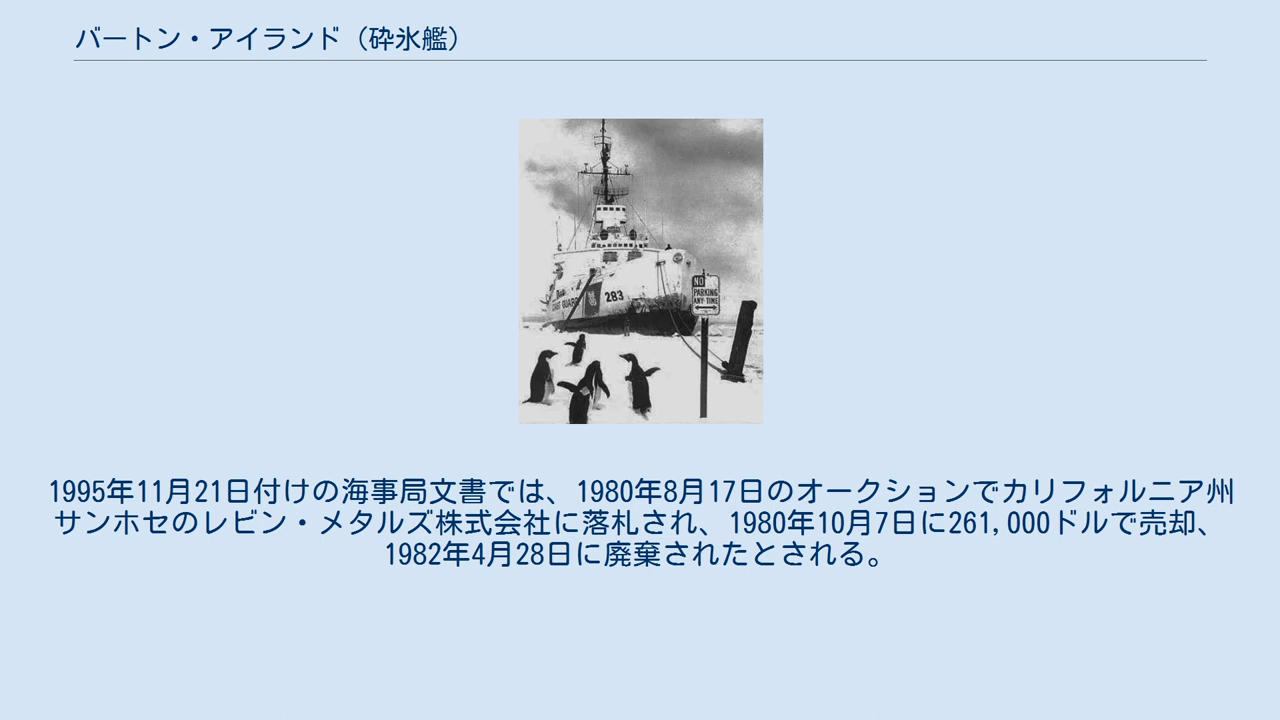 バートン・アイランド（砕氷艦）
283
COAST GUARD
NO
PARKING
ANY TIME
1995年11月21日付けの海事局文書では、1980年8月17日のオークションでカリフォルニア州
サンホセのレビン・メタルズ株式会社に落札され、1980年10月7日に261,000ドルで売却、
1982年4月28日に廃棄されたとされる。